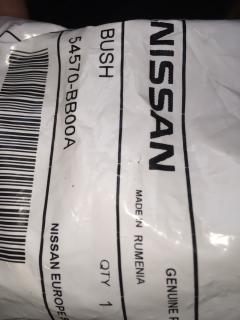 NISSAN
GENUINE P
MADE IN RUMENIA
BUSH
QTY 1
54570-BB00A
NISSAN EUROPE